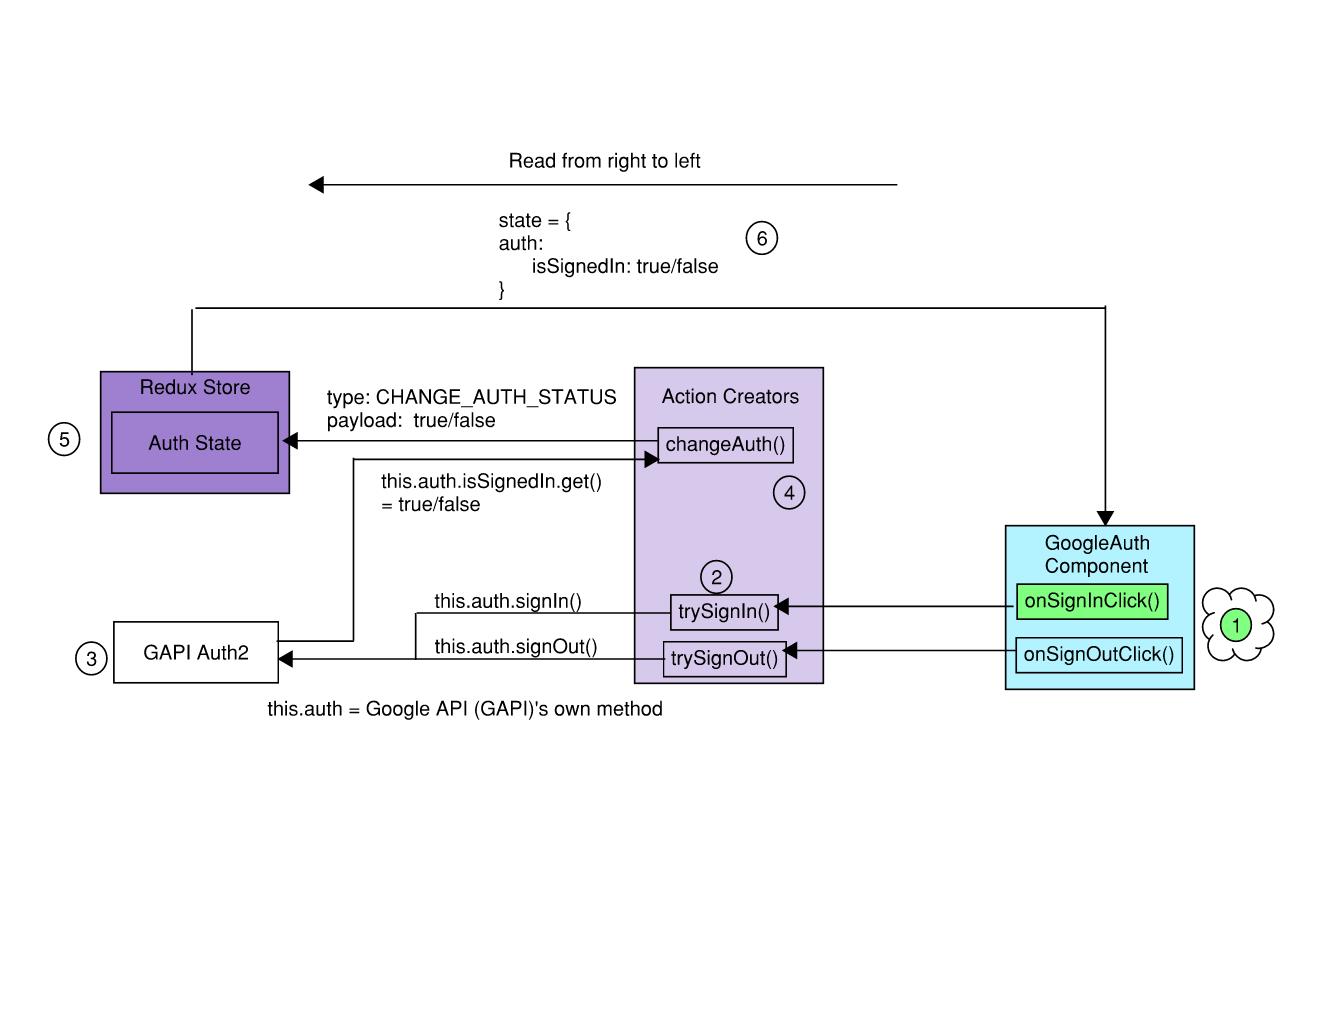 Read from right to left
state = {
auth:
isSignedIn: true/false
}
6
Redux Store
Auth State
5
type: CHANGE_AUTH_STATUS
payload:  true/false
Action Creators
changeAuth()
4
this.auth.isSignedIn.get()
= true/false
GoogleAuth
Component
onSignInClick()
1
onSignOutClick()
2
trySignIn()
trySignOut()
this.auth.signIn()
this.auth.signOut()
GAPI Auth2
3
this.auth = Google API (GAPI)'s own method